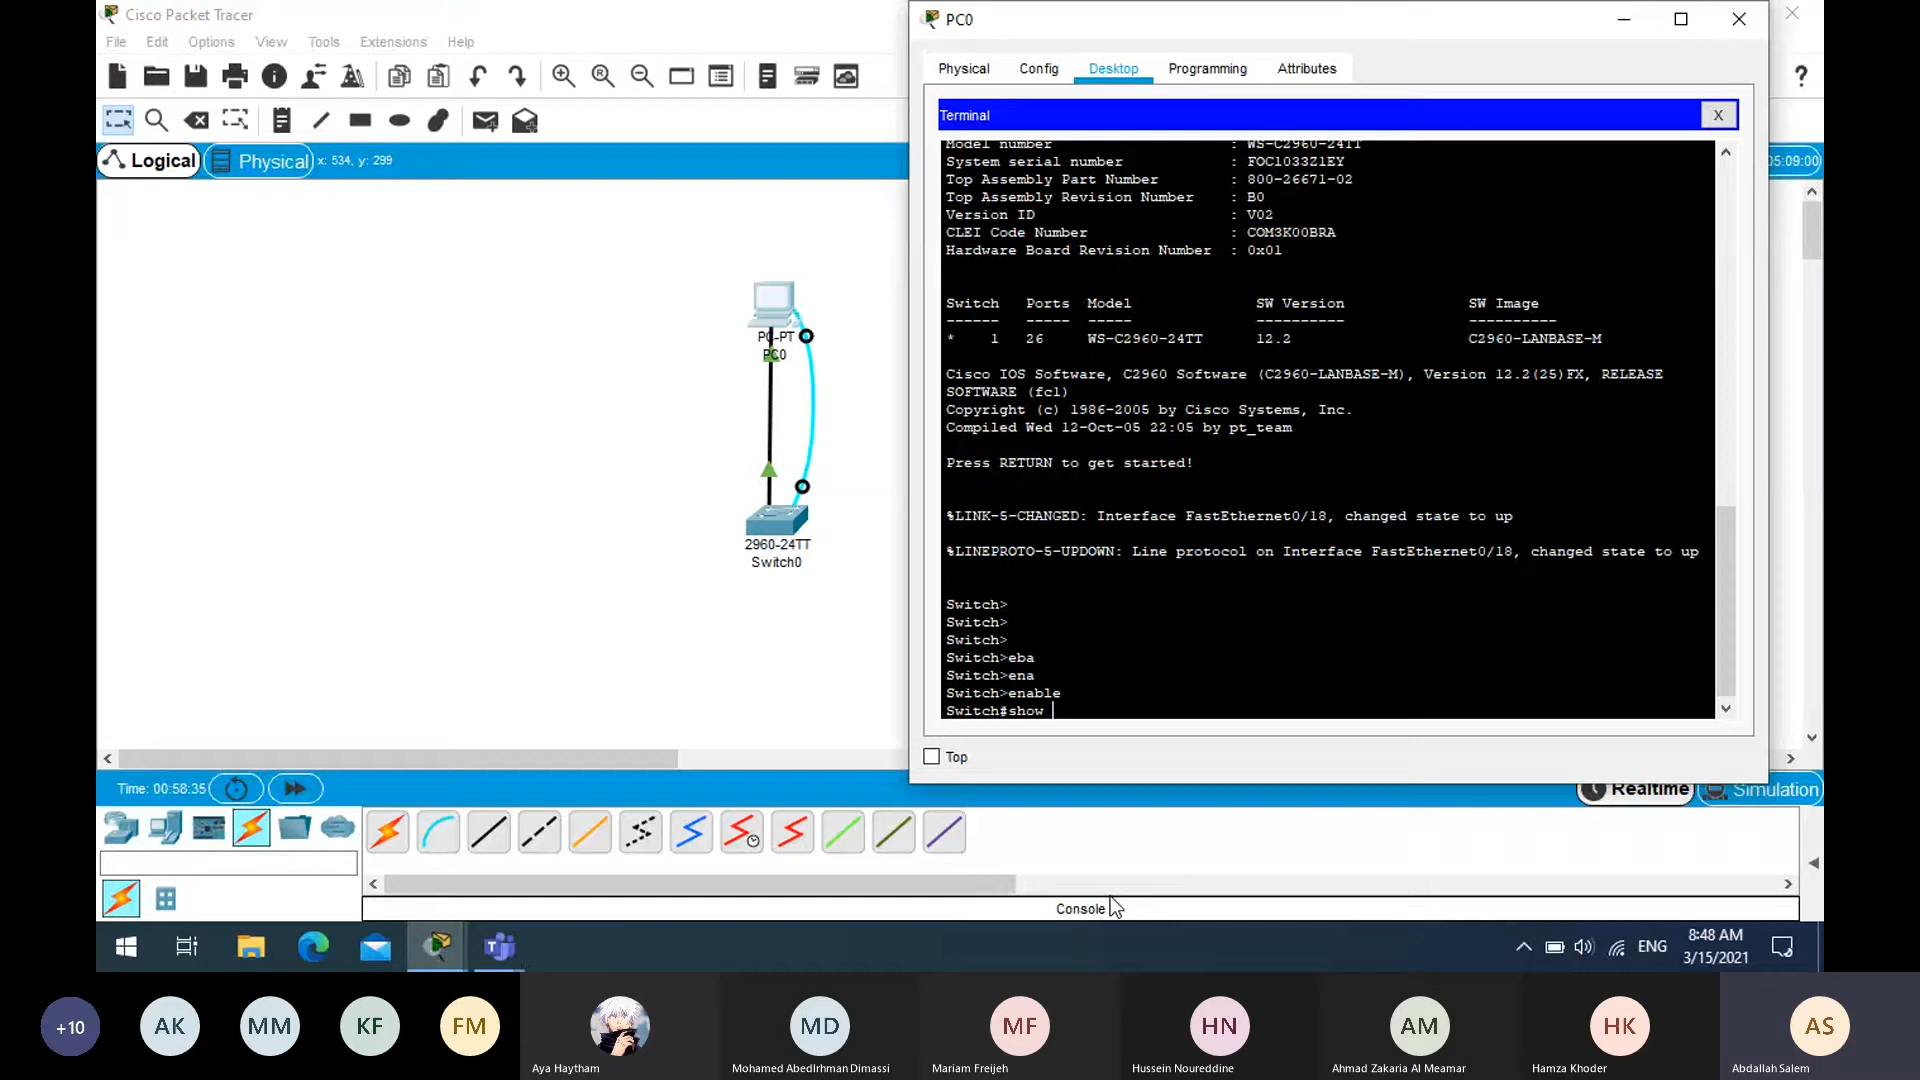 Cisco Packet Tracer
File Edit Options View Tools Extensions Help
Logical
Physical
x: 534, y: 299
05:09:00
PC-PT
PC0
2960-24TT
Switch0
PC0
Physical Config Desktop Programming Attributes
Terminal
X
Model number : WS-C2960-24TT
System serial number : FOC1033Z1EY
Top Assembly Part Number : 800-26671-02
Top Assembly Revision Number : B0
Version ID : V02
CLEI Code Number : COM3K00BRA
Hardware Board Revision Number : 0x01
Switch Ports Model SW Version SW Image
------ ----- ----- ---------- ----------
* 1 26 WS-C2960-24TT 12.2 C2960-LANBASE-M
Cisco IOS Software, C2960 Software (C2960-LANBASE-M), Version 12.2(25)FX, RELEASE
SOFTWARE (fc1)
Copyright (c) 1986-2005 by Cisco Systems, Inc.
Compiled Wed 12-Oct-05 22:05 by pt_team
Press RETURN to get started!
%LINK-5-CHANGED: Interface FastEthernet0/18, changed state to up
%LINEPROTO-5-UPDOWN: Line protocol on Interface FastEthernet0/18, changed state to up
Switch>
Switch>
Switch>
Switch>eba
Switch>ena
Switch>enable
Switch#show
Top
Time: 00:58:35
Realtime
Simulation
Console
ENG
8:48 AM
3/15/2021
+10
AK
MM
KF
FM
Aya Haytham
MD
Mohamed AbedIrhman Dimassi
MF
Mariam Freijeh
HN
Hussein Noureddine
AM
Ahmad Zakaria Al Meamar
HK
Hamza Khoder
AS
Abdallah Salem